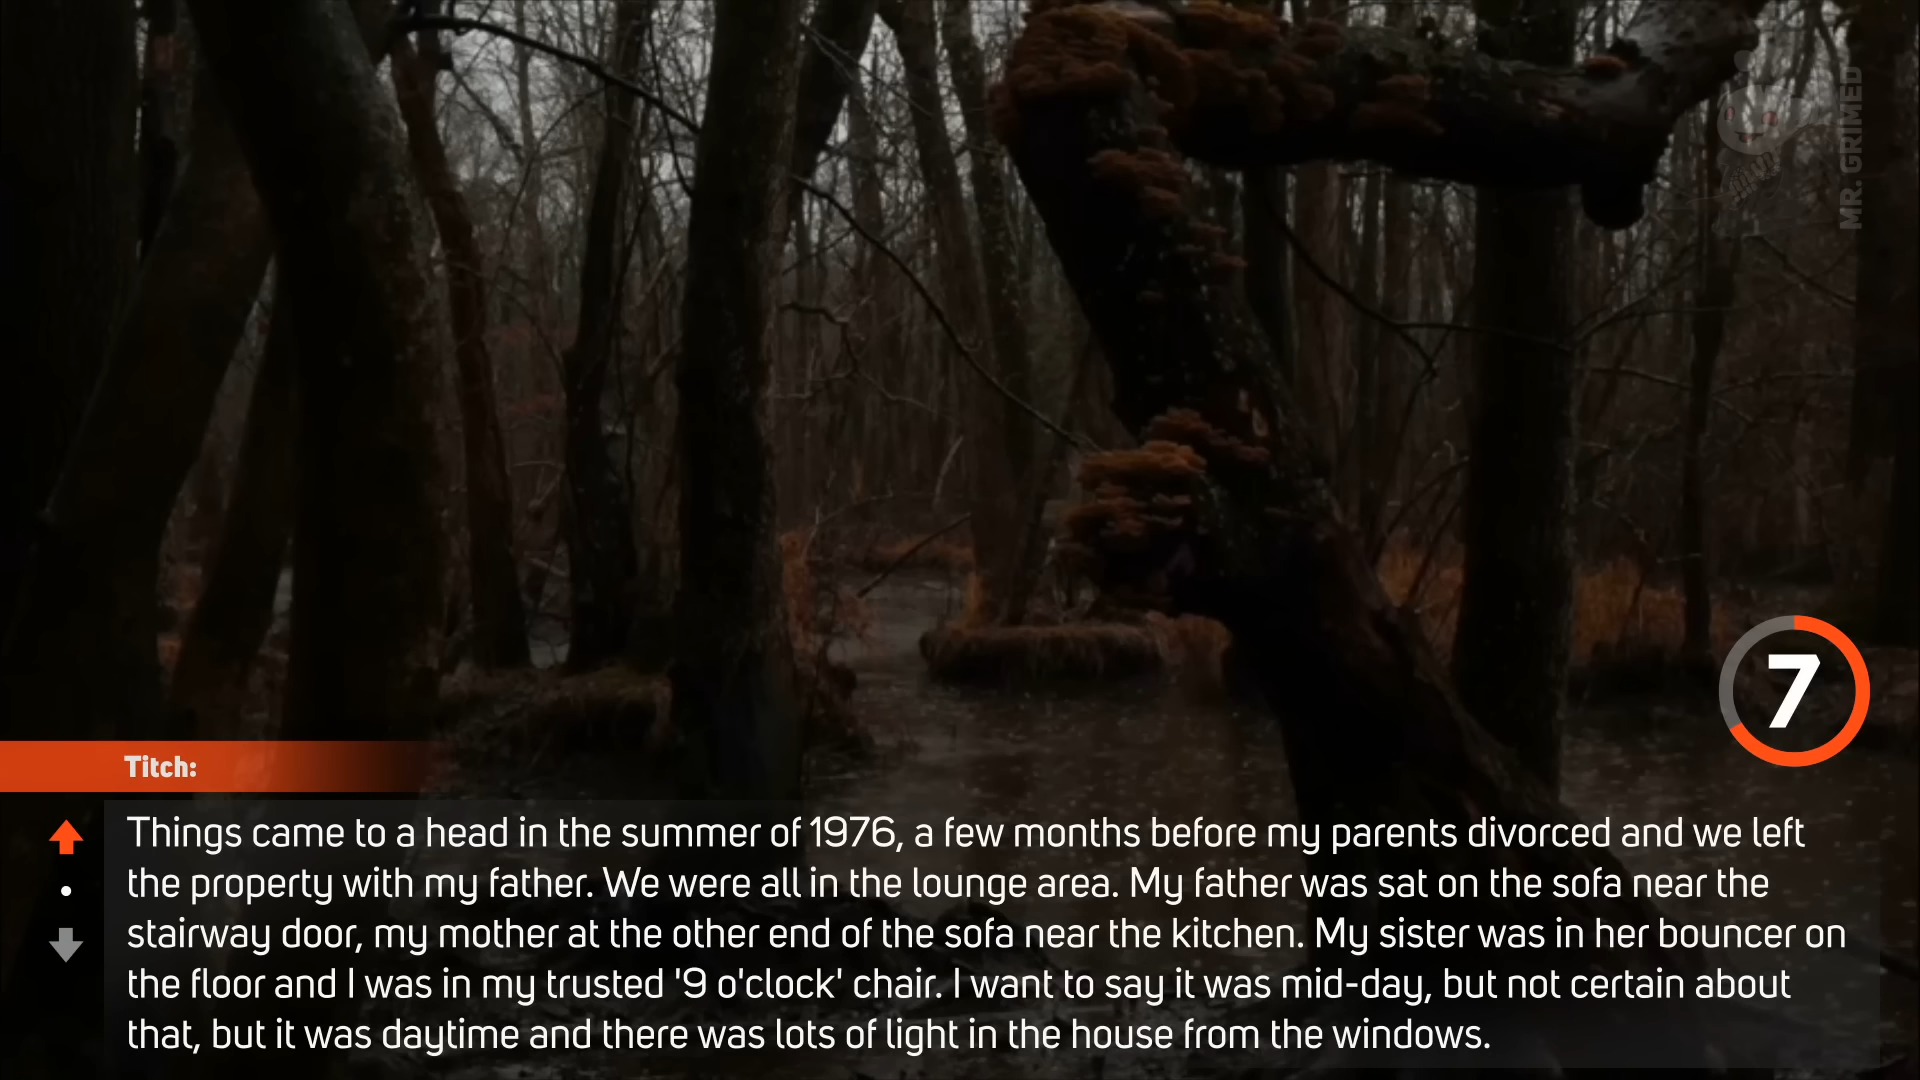 MR. GRIMED
7
Titch:
Things came to a head in the summer of 1976, a few months before my parents divorced and we left
the property with my father. We were all in the lounge area. My father was sat on the sofa near the
stairway door, my mother at the other end of the sofa near the kitchen. My sister was in her bouncer on
the floor and I was in my trusted '9 o'clock' chair. I want to say it was mid-day, but not certain about
that, but it was daytime and there was lots of light in the house from the windows.